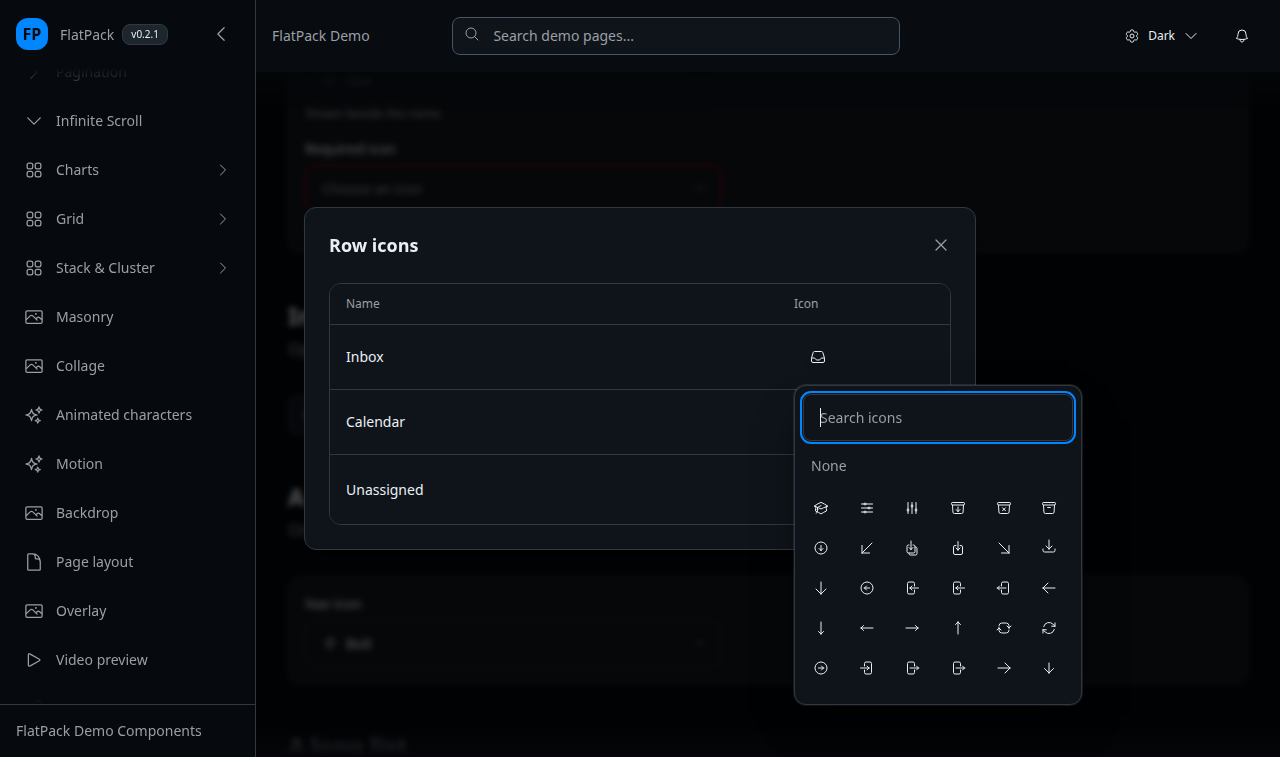 FP FlatPack v0.2.1
FlatPack Demo
Search demo pages...
Dark
Pagination
Infinite Scroll
Charts
Grid
Stack & Cluster
Masonry
Collage
Animated characters
Motion
Backdrop
Page layout
Overlay
Video preview
FlatPack Demo Components
Required icon
Choose an icon
Row icons
Name Icon
Inbox
Calendar
Unassigned
Search icons
None
Nav icon